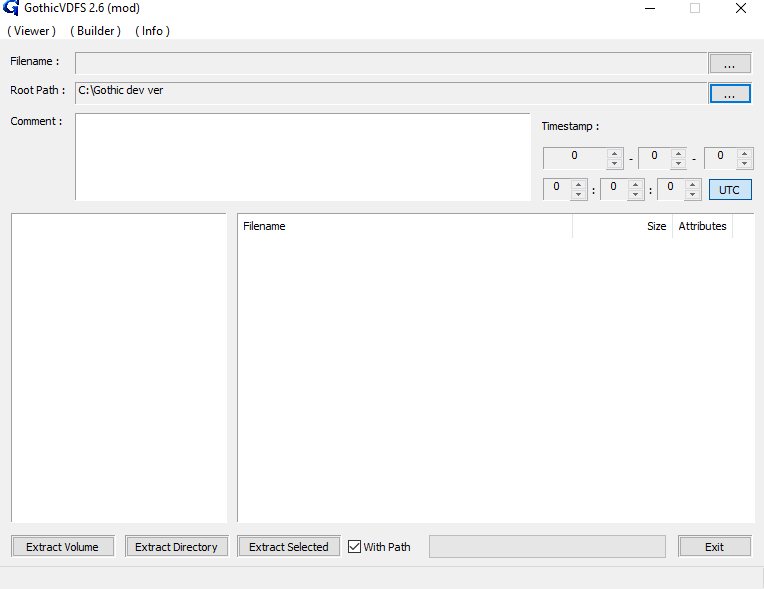 GothicVDFS 2.6 (mod)
( Viewer ) ( Builder ) ( Info )
Filename : ...
Root Path : C:\Gothic dev ver ...
Comment :
Timestamp :
0 - 0 - 0
0 : 0 : 0 UTC
Filename Size Attributes
Extract Volume Extract Directory Extract Selected With Path Exit